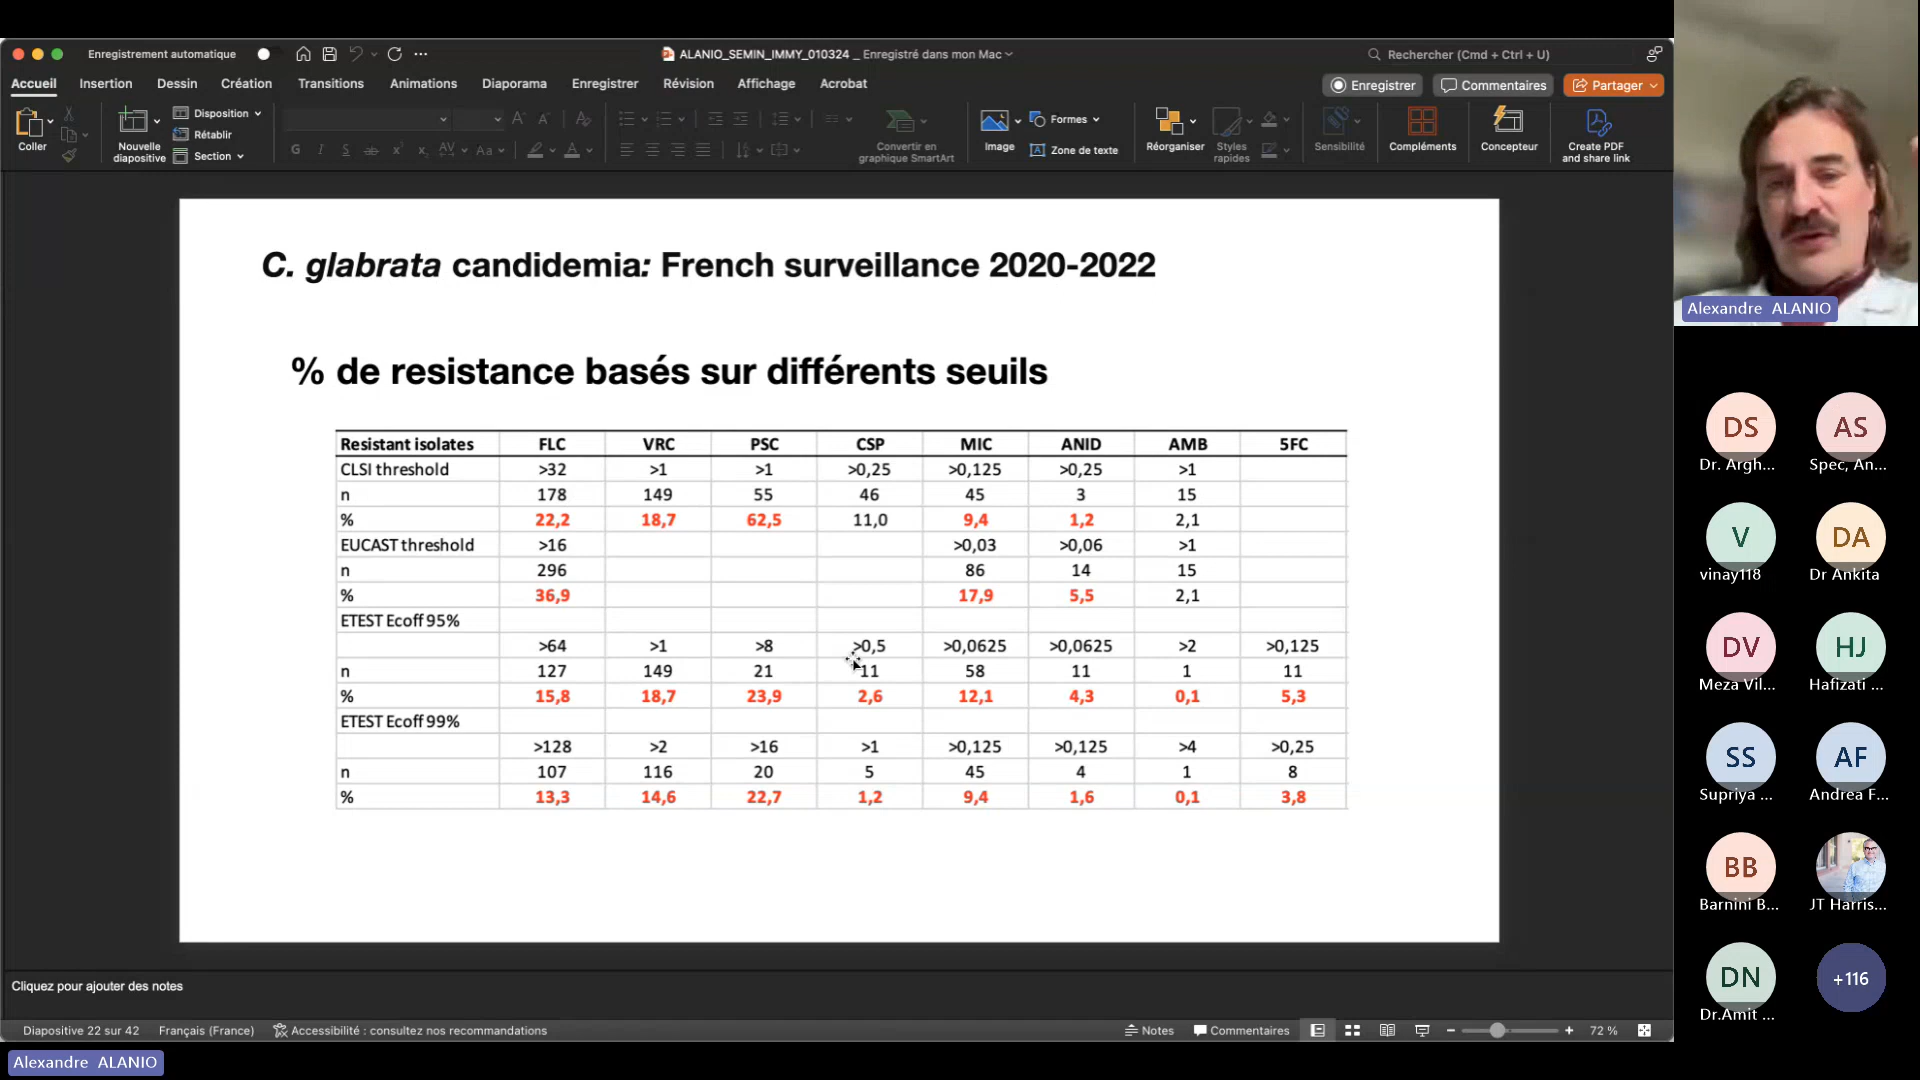 Enregistrement automatique
ALANIO_SEMIN_IMMY_010324 _ Enregistré dans mon Mac
Rechercher (Cmd + Ctrl + U)
Accueil Insertion Dessin Création Transitions Animations Diaporama Enregistrer Révision Affichage Acrobat
Enregistrer Commentaires Partager
Coller
Nouvelle diapositive
Disposition
Rétablir
Section
Convertir en graphique SmartArt
Image
Formes
Zone de texte
Réorganiser
Styles rapides
Sensibilité
Compléments
Concepteur
Create PDF and share link
C. glabrata candidemia: French surveillance 2020-2022
% de resistance basés sur différents seuils
Resistant isolates FLC VRC PSC CSP MIC ANID AMB 5FC
CLSI threshold >32 >1 >1 >0,25 >0,125 >0,25 >1
n 178 149 55 46 45 3 15
% 22,2 18,7 62,5 11,0 9,4 1,2 2,1
EUCAST threshold >16 >0,03 >0,06 >1
n 296 86 14 15
% 36,9 17,9 5,5 2,1
ETEST Ecoff 95%
>64 >1 >8 >0,5 >0,0625 >0,0625 >2 >0,125
n 127 149 21 11 58 11 1 11
% 15,8 18,7 23,9 2,6 12,1 4,3 0,1 5,3
ETEST Ecoff 99%
>128 >2 >16 >1 >0,125 >0,125 >4 >0,25
n 107 116 20 5 45 4 1 8
% 13,3 14,6 22,7 1,2 9,4 1,6 0,1 3,8
Cliquez pour ajouter des notes
Diapositive 22 sur 42 Français (France) Accessibilité : consultez nos recommandations
Notes Commentaires 72 %
Alexandre ALANIO
Alexandre ALANIO
DS AS
Dr. Argh... Spec, An...
V DA
vinay118 Dr Ankita
DV HJ
Meza Vil... Hafizati ...
SS AF
Supriya ... Andrea F...
BB
Barnini B... JT Harris...
DN +116
Dr.Amit ...